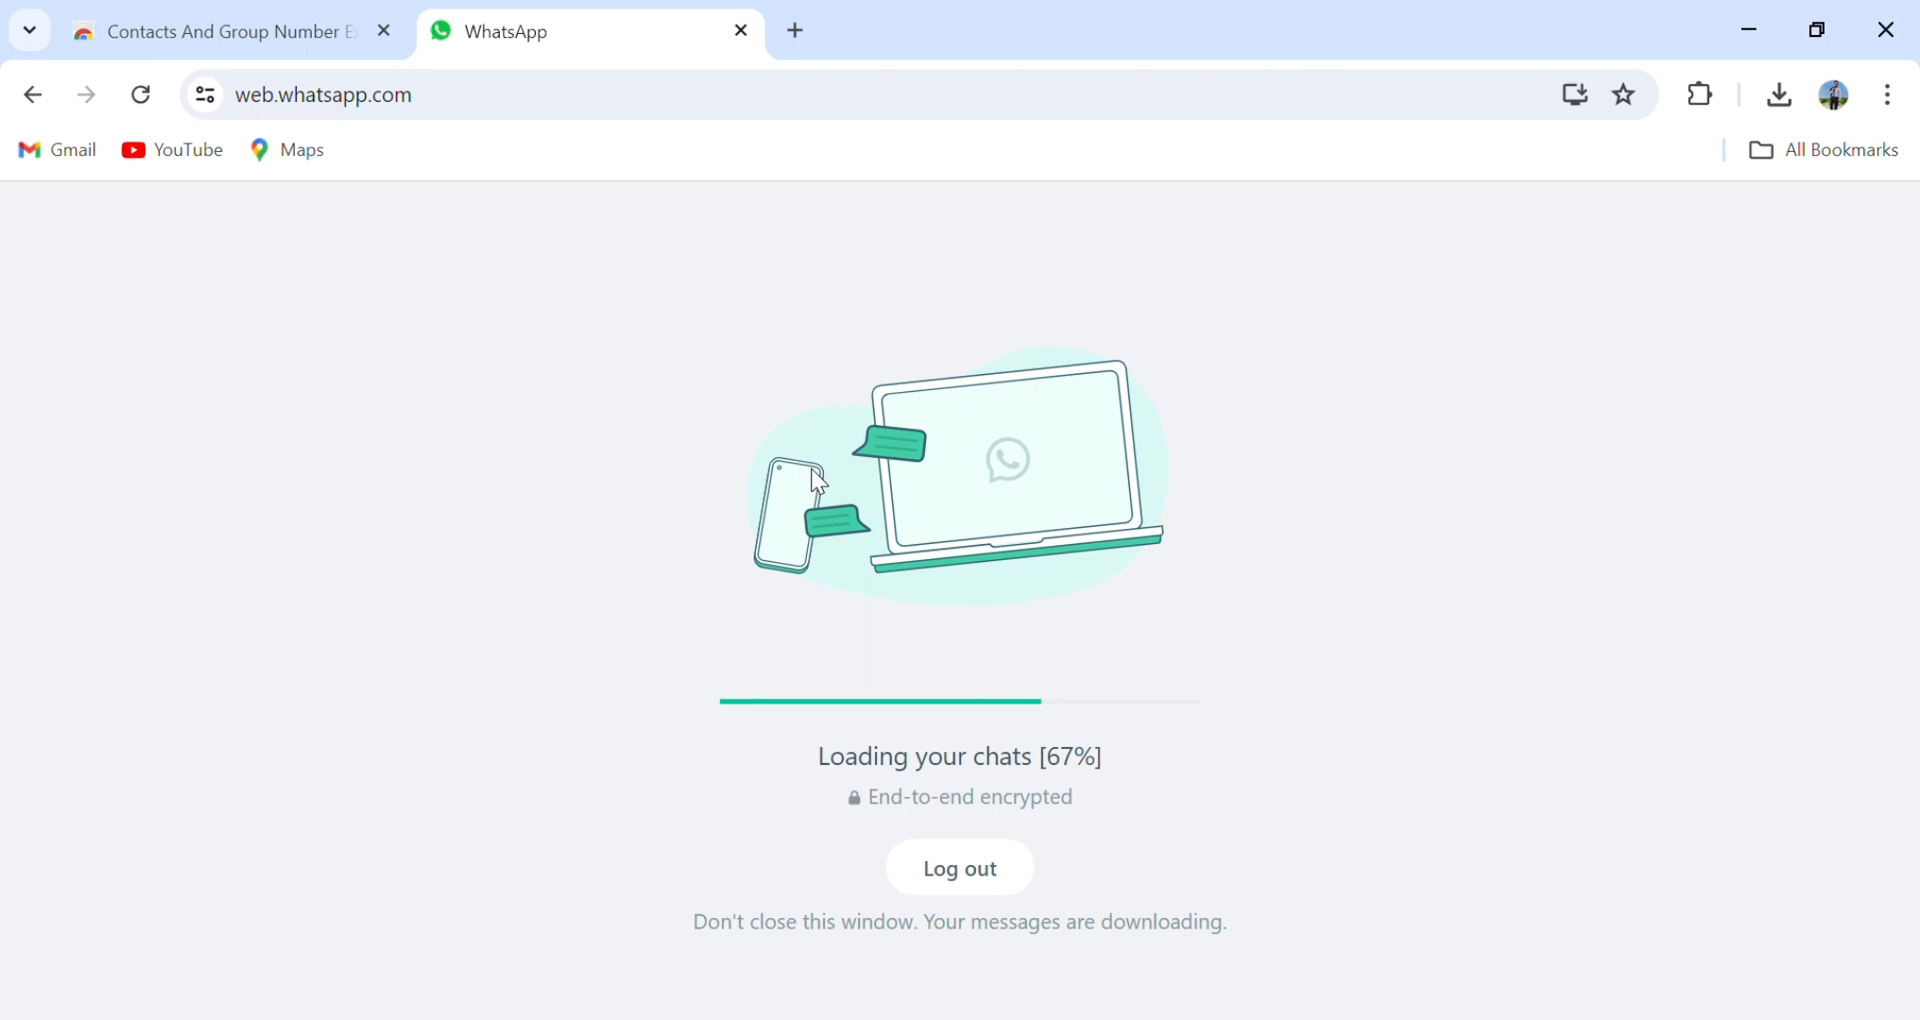 Contacts And Group Number E
WhatsApp
web.whatsapp.com
Gmail
YouTube
Maps
All Bookmarks
Loading your chats [67%]
End-to-end encrypted
Log out
Don't close this window. Your messages are downloading.